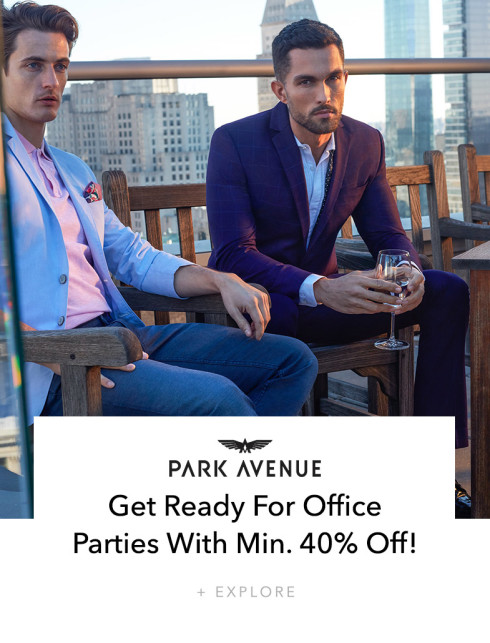 PARK AVENUE
Get Ready For Office
Parties With Min. 40% Off!
+ EXPLORE